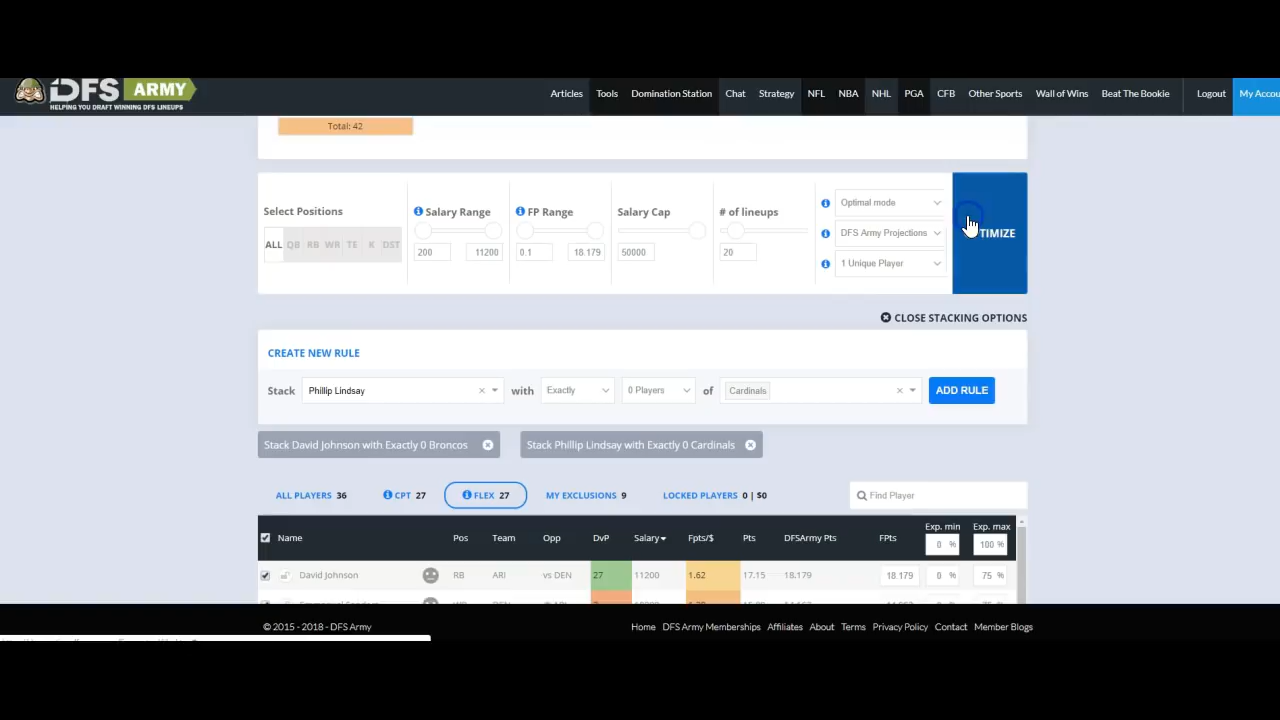 DFS ARMY
HELPING YOU DRAFT WINNING DFS LINEUPS
Articles Tools Domination Station Chat Strategy NFL NBA NHL PGA CFB Other Sports Wall of Wins Beat The Bookie Logout My Accou
Total: 42
Select Positions Salary Range FP Range Salary Cap # of lineups
ALL QB RB WR TE K DST
200 11200 0.1 18.179 50000 20
Optimal mode
DFS Army Projections
1 Unique Player
TIMIZE
CLOSE STACKING OPTIONS
CREATE NEW RULE
Stack Phillip Lindsay with Exactly 0 Players of Cardinals ADD RULE
Stack David Johnson with Exactly 0 Broncos Stack Phillip Lindsay with Exactly 0 Cardinals
ALL PLAYERS 36 CPT 27 FLEX 27 MY EXCLUSIONS 9 LOCKED PLAYERS 0 | $0 Find Player
Name Pos Team Opp DvP Salary Fpts/$ Pts DFSArmy Pts FPts Exp. min Exp. max
0 % 100 %
David Johnson RB ARI vs DEN 27 11200 1.62 17.15 18.179 18.179 0 % 75 %
© 2015 - 2018 - DFS Army Home DFS Army Memberships Affiliates About Terms Privacy Policy Contact Member Blogs